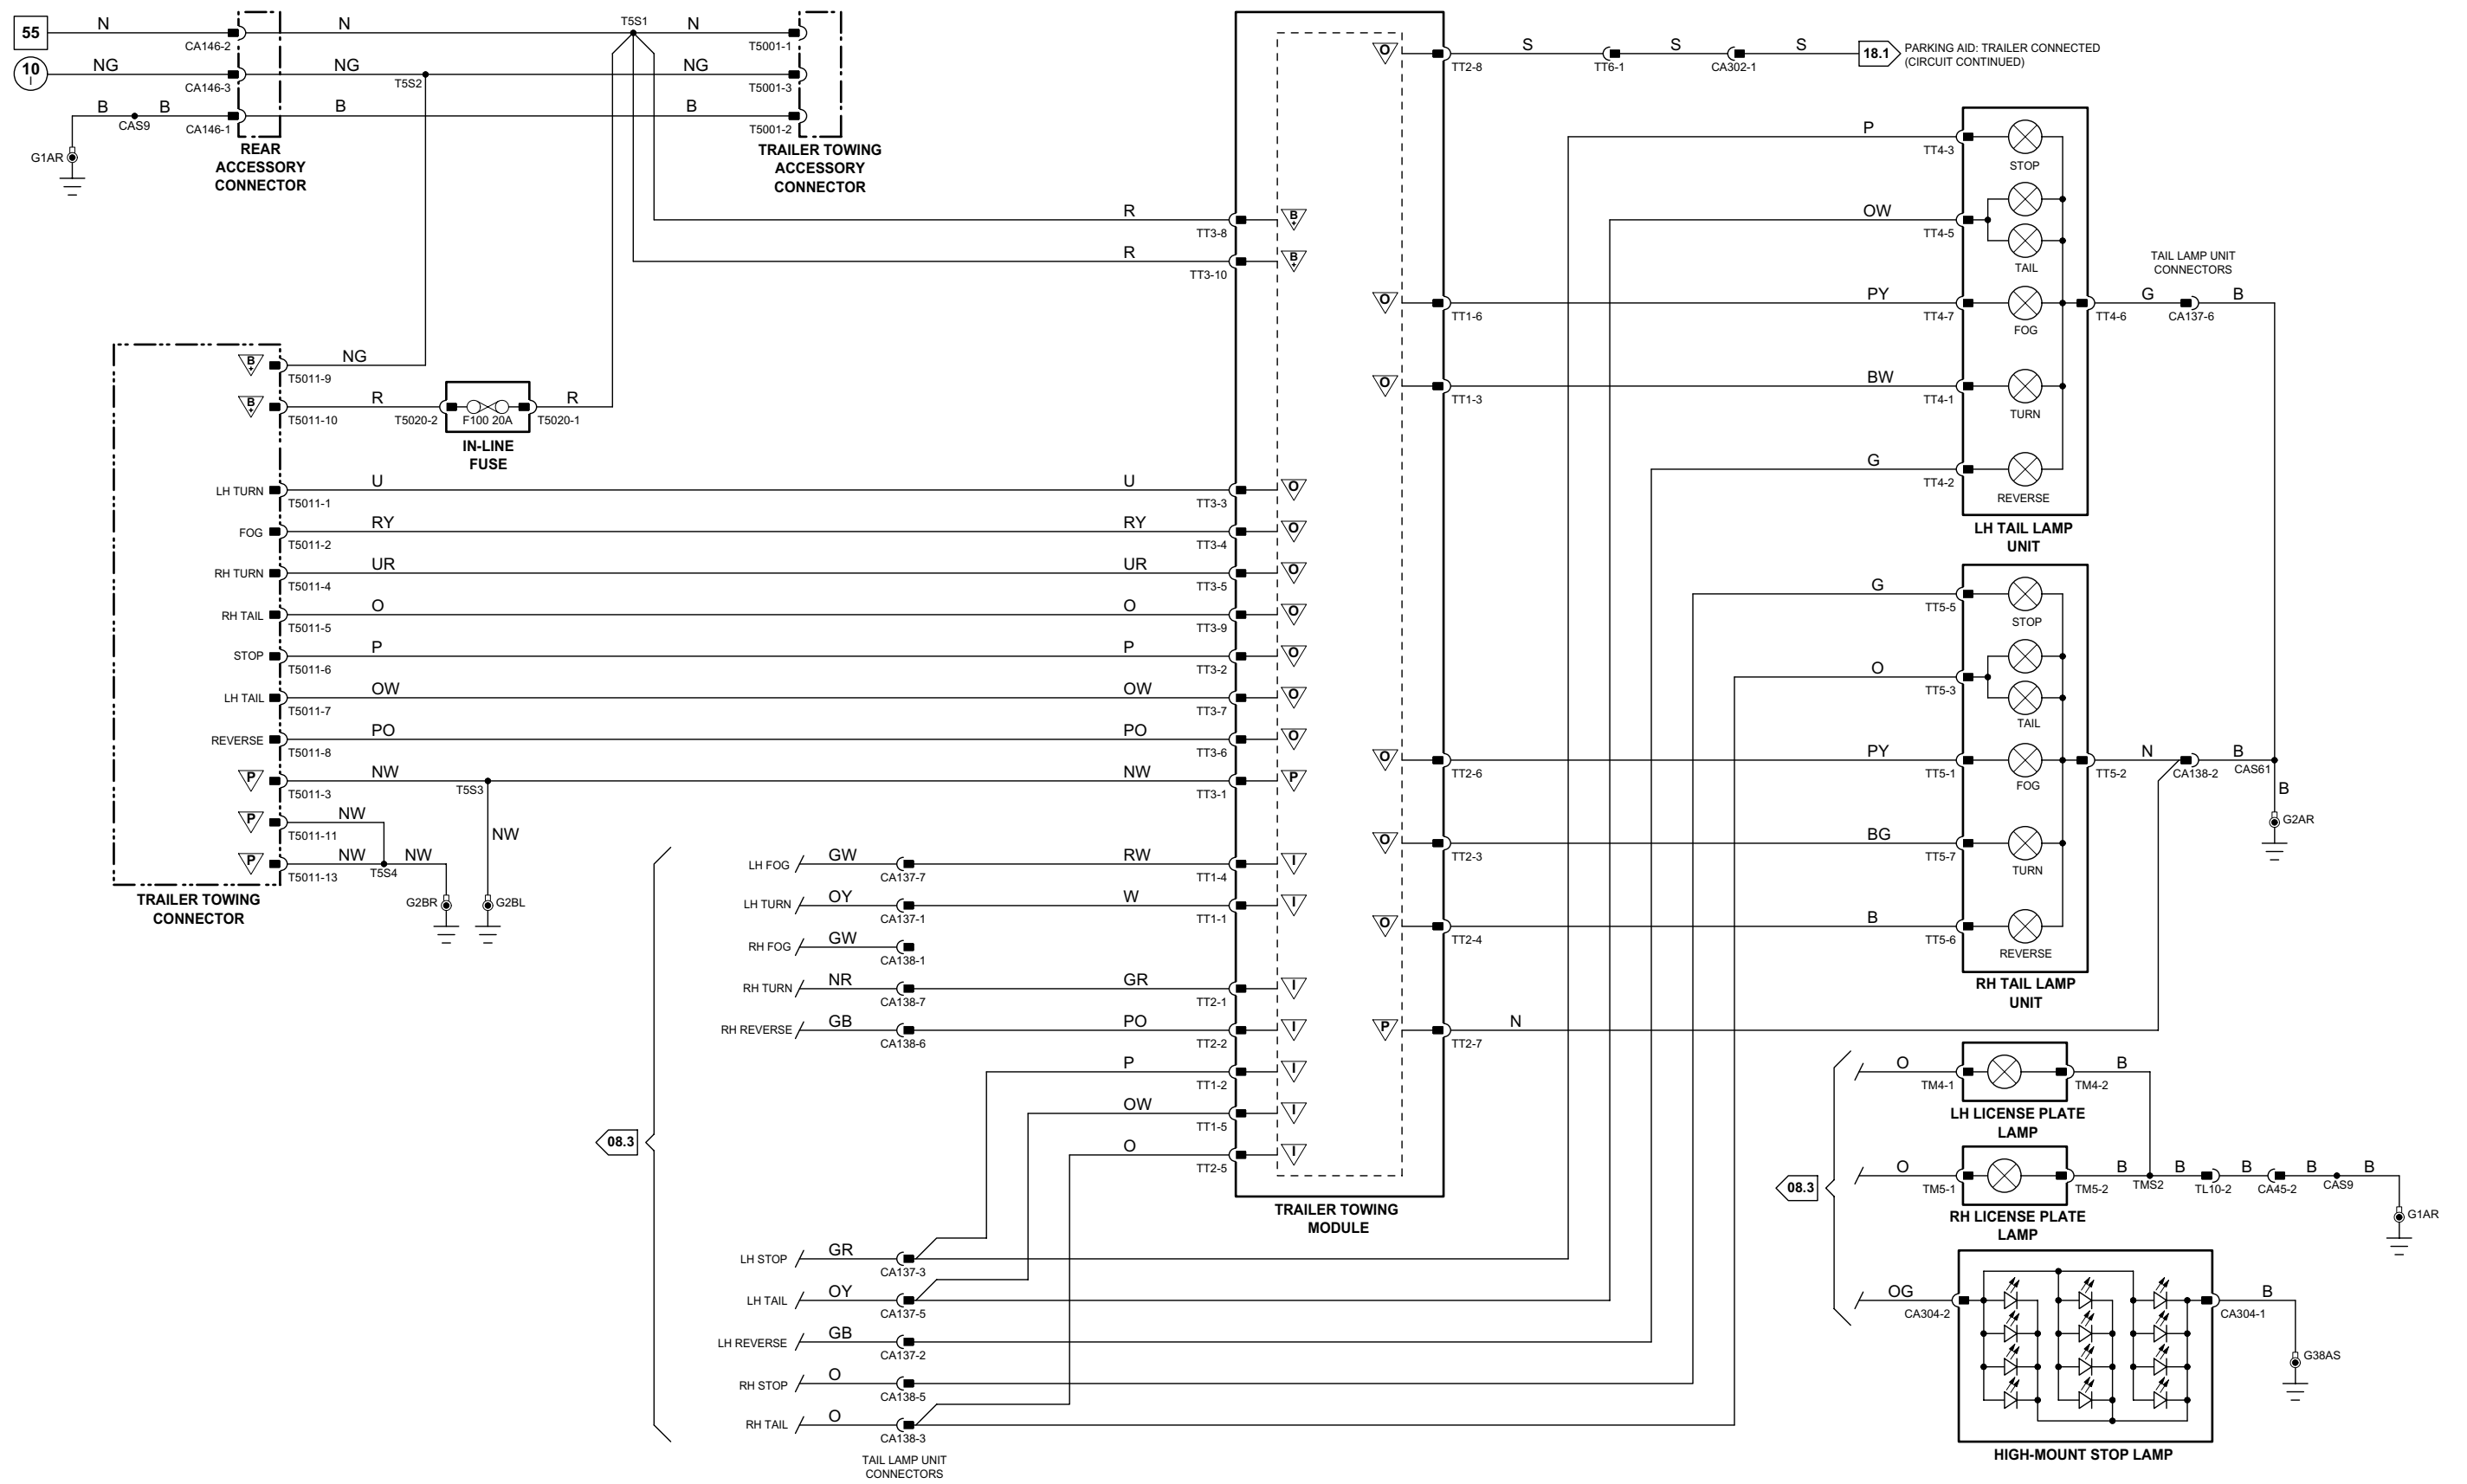 55
N
CA146-2
N
T5S1
N
T5001-1
10
I
NG
CA146-3
NG
T5S2
NG
T5001-3
B
CAS9
B
CA146-1
B
B
T5001-2
G1AR
REAR
ACCESSORY
CONNECTOR
TRAILER TOWING
ACCESSORY
CONNECTOR
R
TT3-8
B
+
R
TT3-10
B
+
B
+
T5011-9
NG
B
+
T5011-10
R
T5020-2
F100 20A
T5020-1
R
IN-LINE
FUSE
LH TURN
T5011-1
U
U
TT3-3
O
FOG
T5011-2
RY
RY
TT3-4
O
RH TURN
T5011-4
UR
UR
TT3-5
O
RH TAIL
T5011-5
O
O
TT3-9
O
STOP
T5011-6
P
P
TT3-2
O
LH TAIL
T5011-7
OW
OW
TT3-7
O
REVERSE
T5011-8
PO
PO
TT3-6
O
P
T5011-3
NW
T5S3
NW
TT3-1
P
P
T5011-11
NW
NW
P
T5011-13
NW
T5S4
NW
G2BR
G2BL
TRAILER TOWING
CONNECTOR
08.3
LH FOG
GW
CA137-7
RW
TT1-4
I
LH TURN
OY
CA137-1
W
TT1-1
I
RH FOG
GW
CA138-1
RH TURN
NR
CA138-7
GR
TT2-1
I
RH REVERSE
GB
CA138-6
PO
TT2-2
I
P
TT1-2
I
OW
TT1-5
I
O
TT2-5
I
TRAILER TOWING
MODULE
LH STOP
GR
CA137-3
LH TAIL
OY
CA137-5
LH REVERSE
GB
CA137-2
RH STOP
O
CA138-5
RH TAIL
O
CA138-3
TAIL LAMP UNIT
CONNECTORS
O
TT2-8
S
TT6-1
S
CA302-1
S
18.1
PARKING AID: TRAILER CONNECTED
(CIRCUIT CONTINUED)
P
TT4-3
STOP
OW
TT4-5
TAIL
O
TT1-6
PY
TT4-7
FOG
TT4-6
G
CA137-6
B
TAIL LAMP UNIT
CONNECTORS
O
TT1-3
BW
TT4-1
TURN
G
TT4-2
REVERSE
LH TAIL LAMP
UNIT
G
TT5-5
STOP
O
TT5-3
TAIL
O
TT2-6
PY
TT5-1
FOG
TT5-2
N
CA138-2
B
CAS61
B
G2AR
O
TT2-3
BG
TT5-7
TURN
O
TT2-4
B
TT5-6
REVERSE
RH TAIL LAMP
UNIT
P
TT2-7
N
08.3
O
TM4-1
TM4-2
B
LH LICENSE PLATE
LAMP
O
TM5-1
TM5-2
B
TMS2
B
TL10-2
B
CA45-2
B
CAS9
B
G1AR
RH LICENSE PLATE
LAMP
OG
CA304-2
CA304-1
B
G38AS
HIGH-MOUNT STOP LAMP